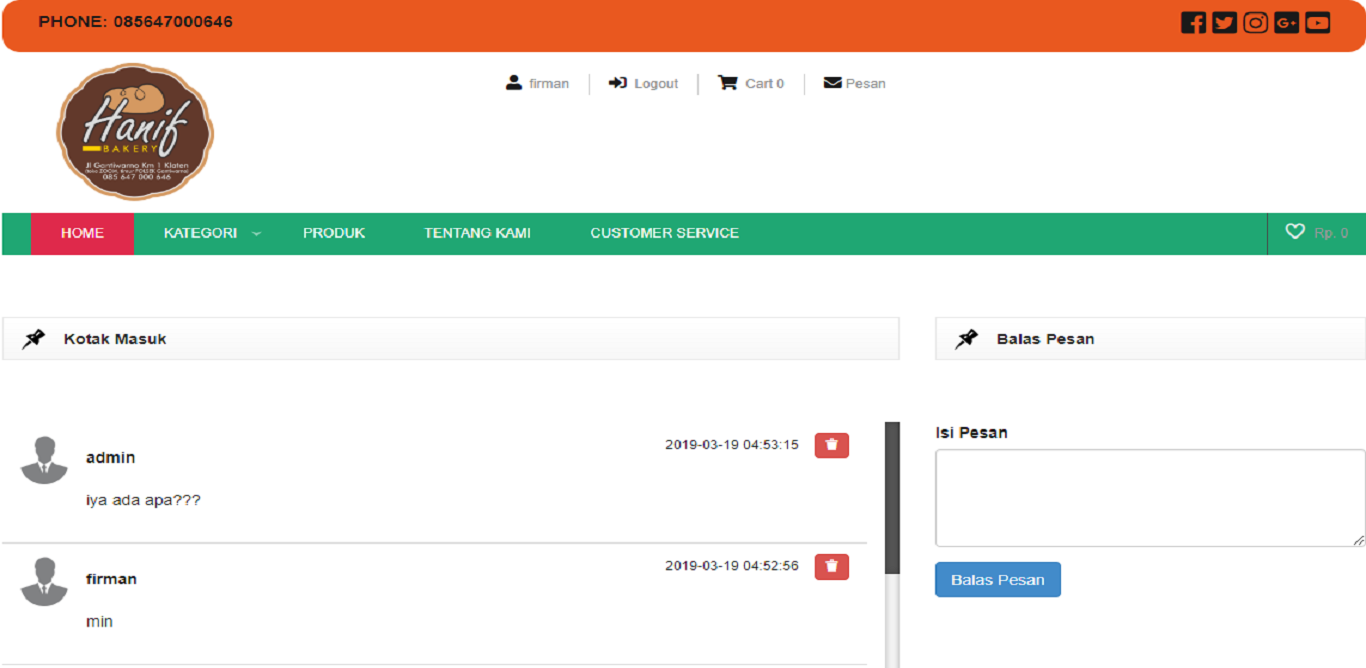 PHONE: 085647000646
firman
Logout
Cart 0
Pesan
Hanif
BAKERY
Jl Gantiwarno Km 1 Klaten
085 647 000 646
HOME
KATEGORI
PRODUK
TENTANG KAMI
CUSTOMER SERVICE
Rp. 0
Kotak Masuk
Balas Pesan
admin
2019-03-19 04:53:15
iya ada apa???
Isi Pesan
firman
2019-03-19 04:52:56
min
Balas Pesan